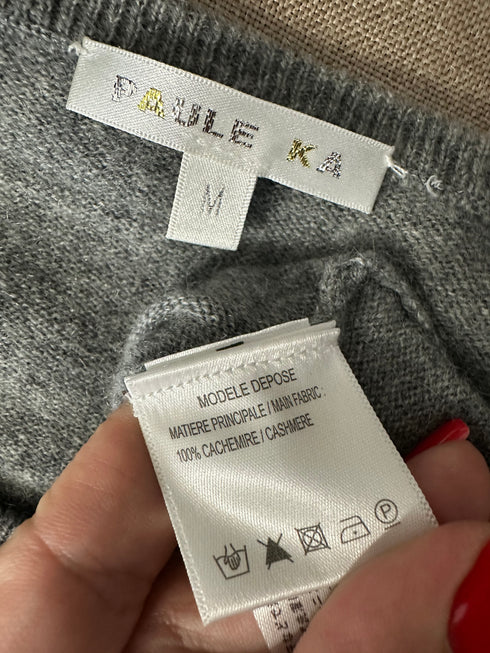 PAULE KA
M
MODELE DEPOSE
MATIERE PRINCIPALE / MAIN FABRIC :
100% CACHEMIRE / CASHMERE
P